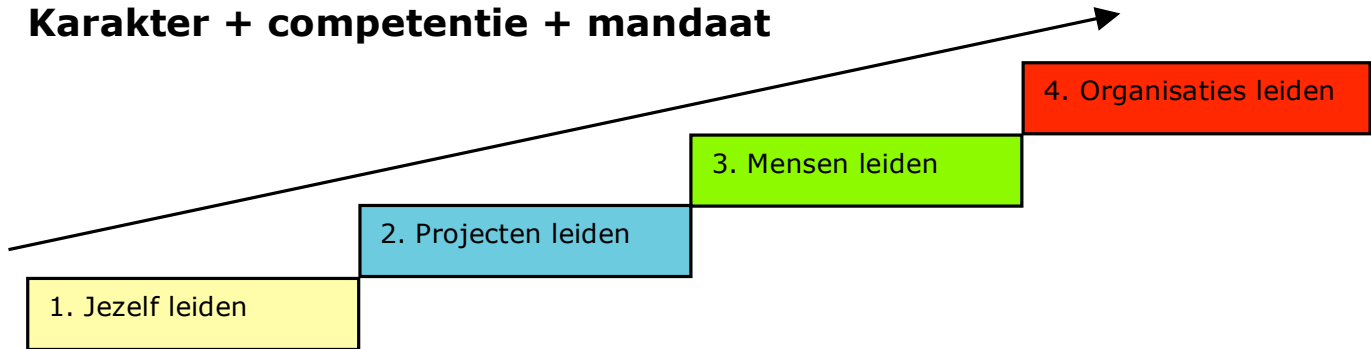 Karakter + competentie + mandaat
4. Organisaties leiden
3. Mensen leiden
2. Projecten leiden
1. Jezelf leiden